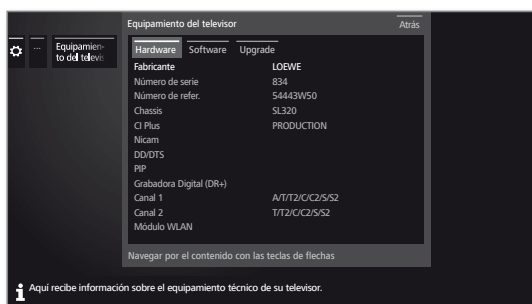 Equipamiento del televisor Atrás
...
Equipamien-
to del televis
Hardware Software Upgrade
Fabricante LOEWE
Número de serie 834
Número de refer. 54443W50
Chassis SL320
CI Plus PRODUCTION
Nicam
DD/DTS
PIP
Grabadora Digital (DR+)
Canal 1 A/T/T2/C/C2/S/S2
Canal 2 T/T2/C/C2/S/S2
Módulo WLAN
Navegar por el contenido con las teclas de flechas
Aquí recibe información sobre el equipamiento técnico de su televisor.